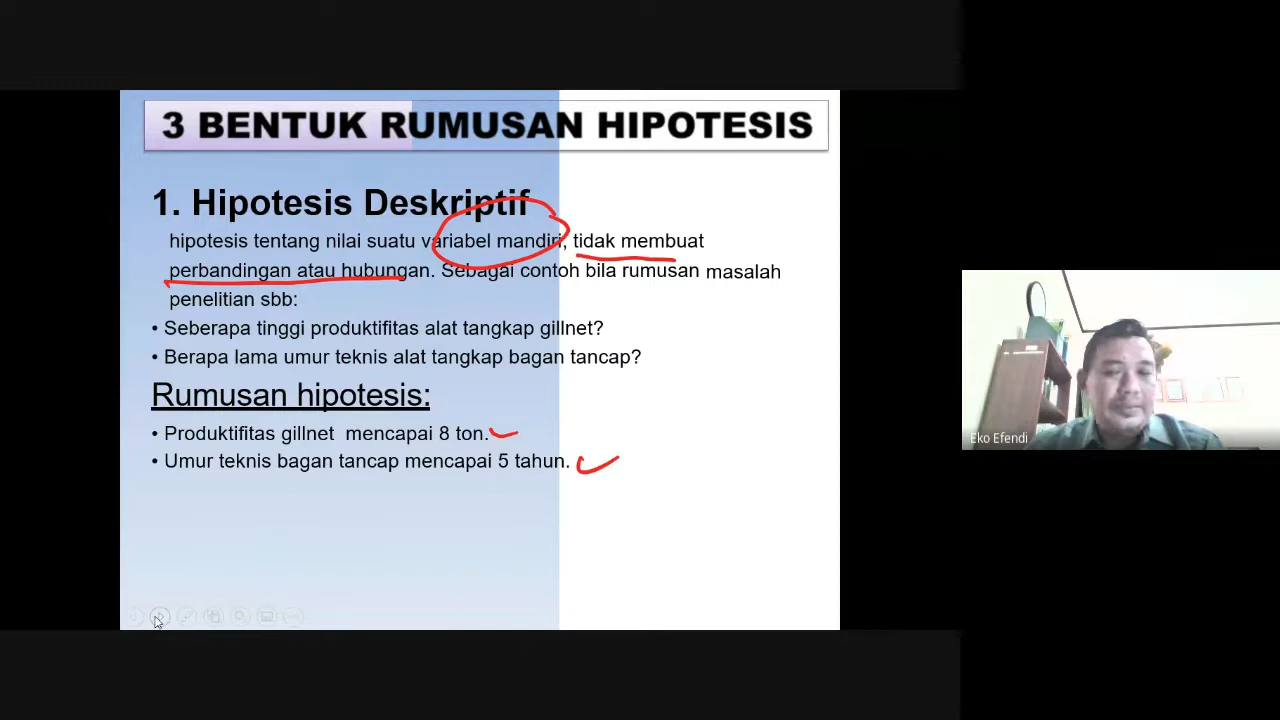 3 BENTUK RUMUSAN HIPOTESIS
1. Hipotesis Deskriptif
hipotesis tentang nilai suatu variabel mandiri, tidak membuat
perbandingan atau hubungan. Sebagai contoh bila rumusan masalah
penelitian sbb:
• Seberapa tinggi produktifitas alat tangkap gillnet?
• Berapa lama umur teknis alat tangkap bagan tancap?
Rumusan hipotesis:
• Produktifitas gillnet mencapai 8 ton.
• Umur teknis bagan tancap mencapai 5 tahun.
Eko Efendi